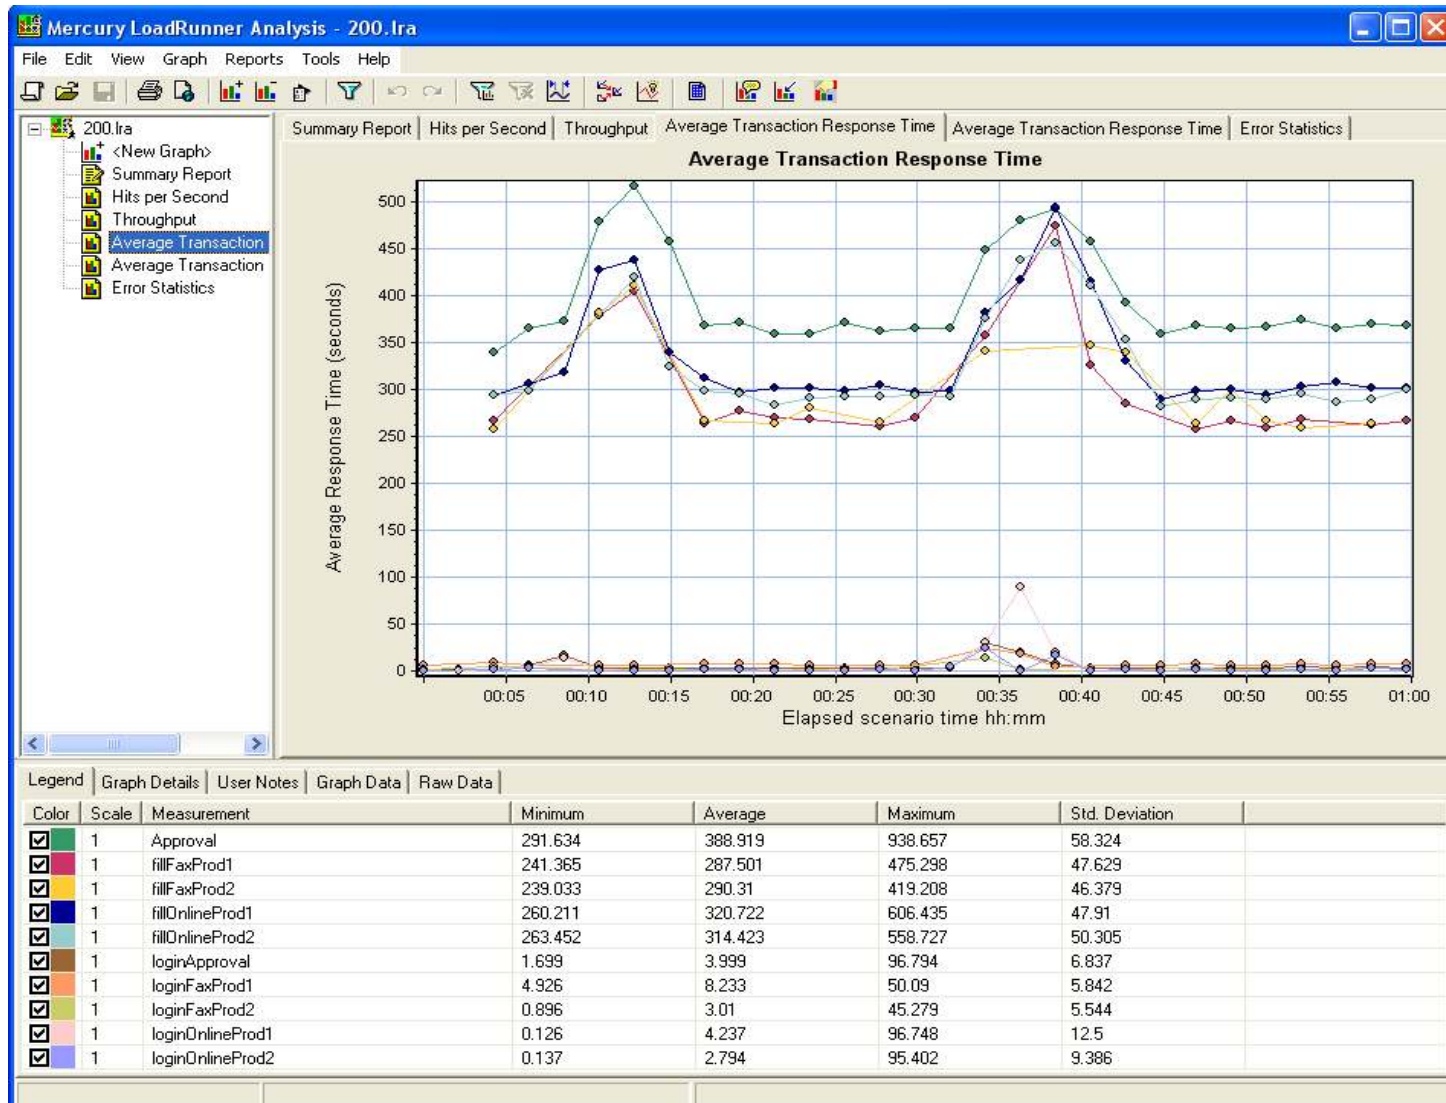 Mercury LoadRunner Analysis - 200.lra
File Edit View Graph Reports Tools Help
200.lra
<New Graph>
Summary Report
Hits per Second
Throughput
Average Transaction
Average Transaction
Error Statistics
Summary Report Hits per Second Throughput Average Transaction Response Time Average Transaction Response Time Error Statistics
Average Transaction Response Time
500
450
400
350
300
250
200
150
100
50
0
Average Response Time (seconds)
00:05 00:10 00:15 00:20 00:25 00:30 00:35 00:40 00:45 00:50 00:55 01:00
Elapsed scenario time hh:mm
Legend Graph Details User Notes Graph Data Raw Data
Color Scale Measurement Minimum Average Maximum Std. Deviation
1 Approval 291.634 388.919 938.657 58.324
1 fillFaxProd1 241.365 287.501 475.298 47.629
1 fillFaxProd2 239.033 290.31 419.208 46.379
1 fillOnlineProd1 260.211 320.722 606.435 47.91
1 fillOnlineProd2 263.452 314.423 558.727 50.305
1 loginApproval 1.699 3.999 96.794 6.837
1 loginFaxProd1 4.926 8.233 50.09 5.842
1 loginFaxProd2 0.896 3.01 45.279 5.544
1 loginOnlineProd1 0.126 4.237 96.748 12.5
1 loginOnlineProd2 0.137 2.794 95.402 9.386